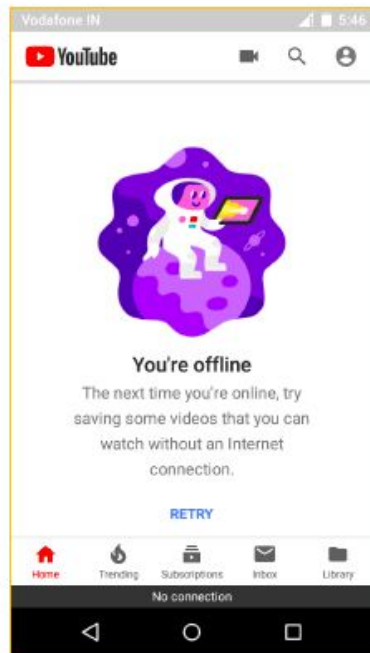 Vodafone IN 5:46
YouTube
You're offline
The next time you're online, try
saving some videos that you can
watch without an Internet
connection.
RETRY
Home Trending Subscriptions Inbox Library
No connection